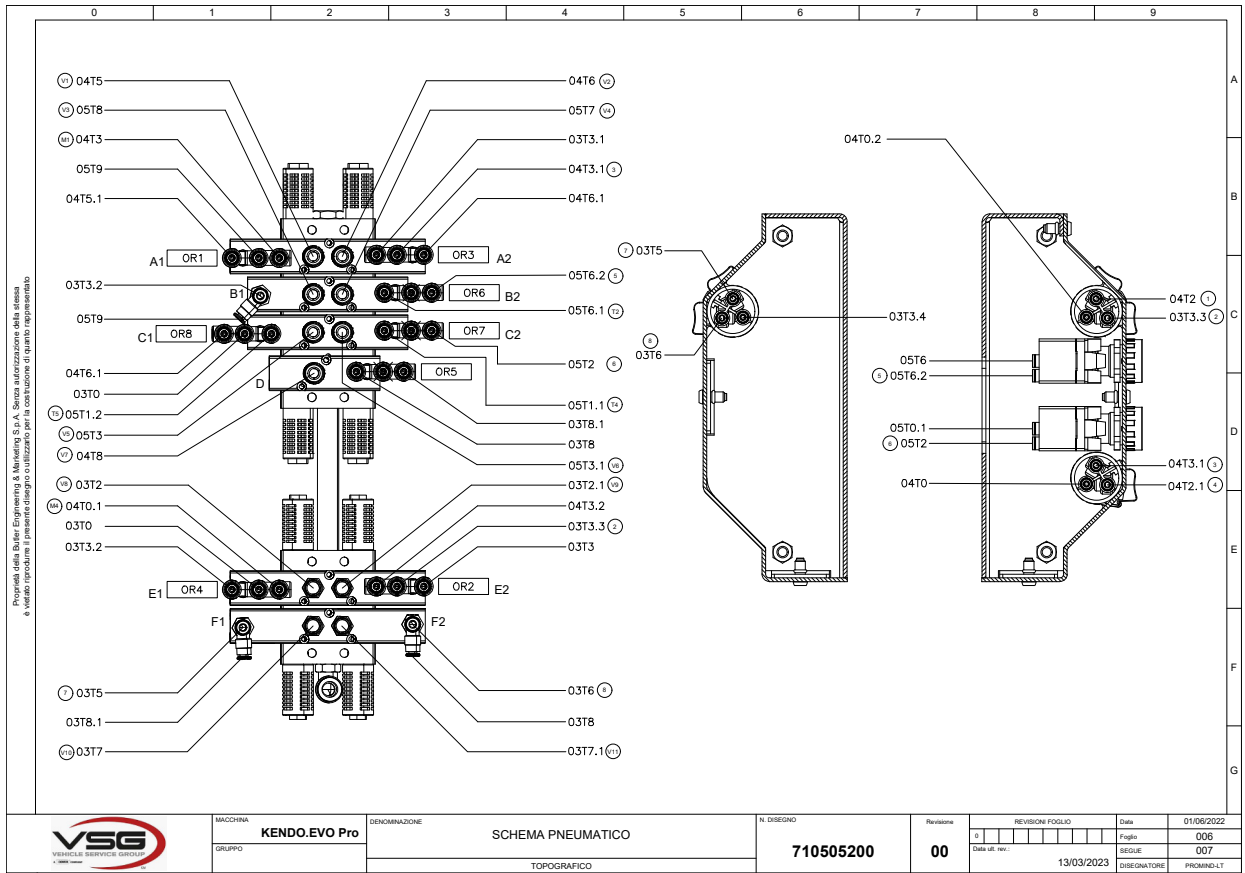 0 1 2 3 4 5 6 7 8 9
A
B
C
D
E
F
G
V1 04T5
V3 05T8
M1 04T3
05T9
04T5.1
A1 OR1
03T3.2
B1
05T9
C1 OR8
04T6.1
03T0
D
T5 05T1.2
V5 05T3
V7 04T8
V8 03T2
M4 04T0.1
03T0
03T3.2
E1 OR4
F1
7 03T5
03T8.1
V10 03T7
04T6 V2
05T7 V4
03T3.1
04T3.1 3
04T6.1
OR3 A2
05T6.2 5
OR6 B2
05T6.1 T2
OR7 C2
05T2 6
OR5
05T1.1 T4
03T8.1
03T8
05T3.1 V6
03T2.1 V9
04T3.2
03T3.3 2
03T3
OR2 E2
F2
03T6 8
03T8
03T7.1 V11
7 03T5
8
03T6
03T3.4
04T0.2
04T2 1
03T3.3 2
05T6
5 05T6.2
05T0.1
6 05T2
04T0
04T3.1 3
04T2.1 4
Proprietà della Butler Engineering & Marketing S.p.A. Senza autorizzazione della stessa
è vietato riprodurre il presente disegno o utilizzarlo per la costruzione di quanto rappresentato
VSG
VEHICLE SERVICE GROUP
MACCHINA
KENDO.EVO Pro
GRUPPO
DENOMINAZIONE
SCHEMA PNEUMATICO
TOPOGRAFICO
N. DISEGNO
710505200
Revisione
00
REVISIONI FOGLIO
0
Data ult. rev.:
13/03/2023
Data 01/06/2022
Foglio 006
SEGUE 007
DISEGNATORE PROMIND-LT